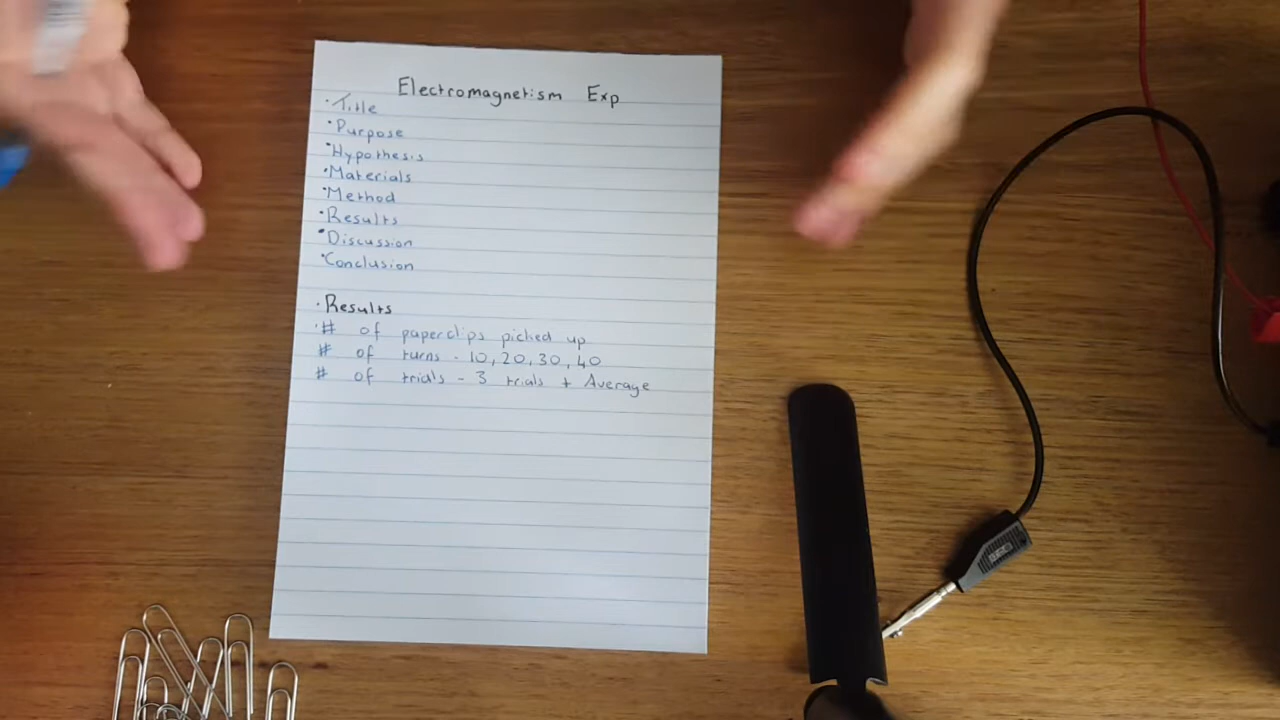 Electromagnetism Exp
• Title
• Purpose
• Hypothesis
• Materials
• Method
• Results
• Discussion
• Conclusion
• Results
• # of paperclips picked up
# of turns - 10, 20, 30, 40
# of trials - 3 trials + Average